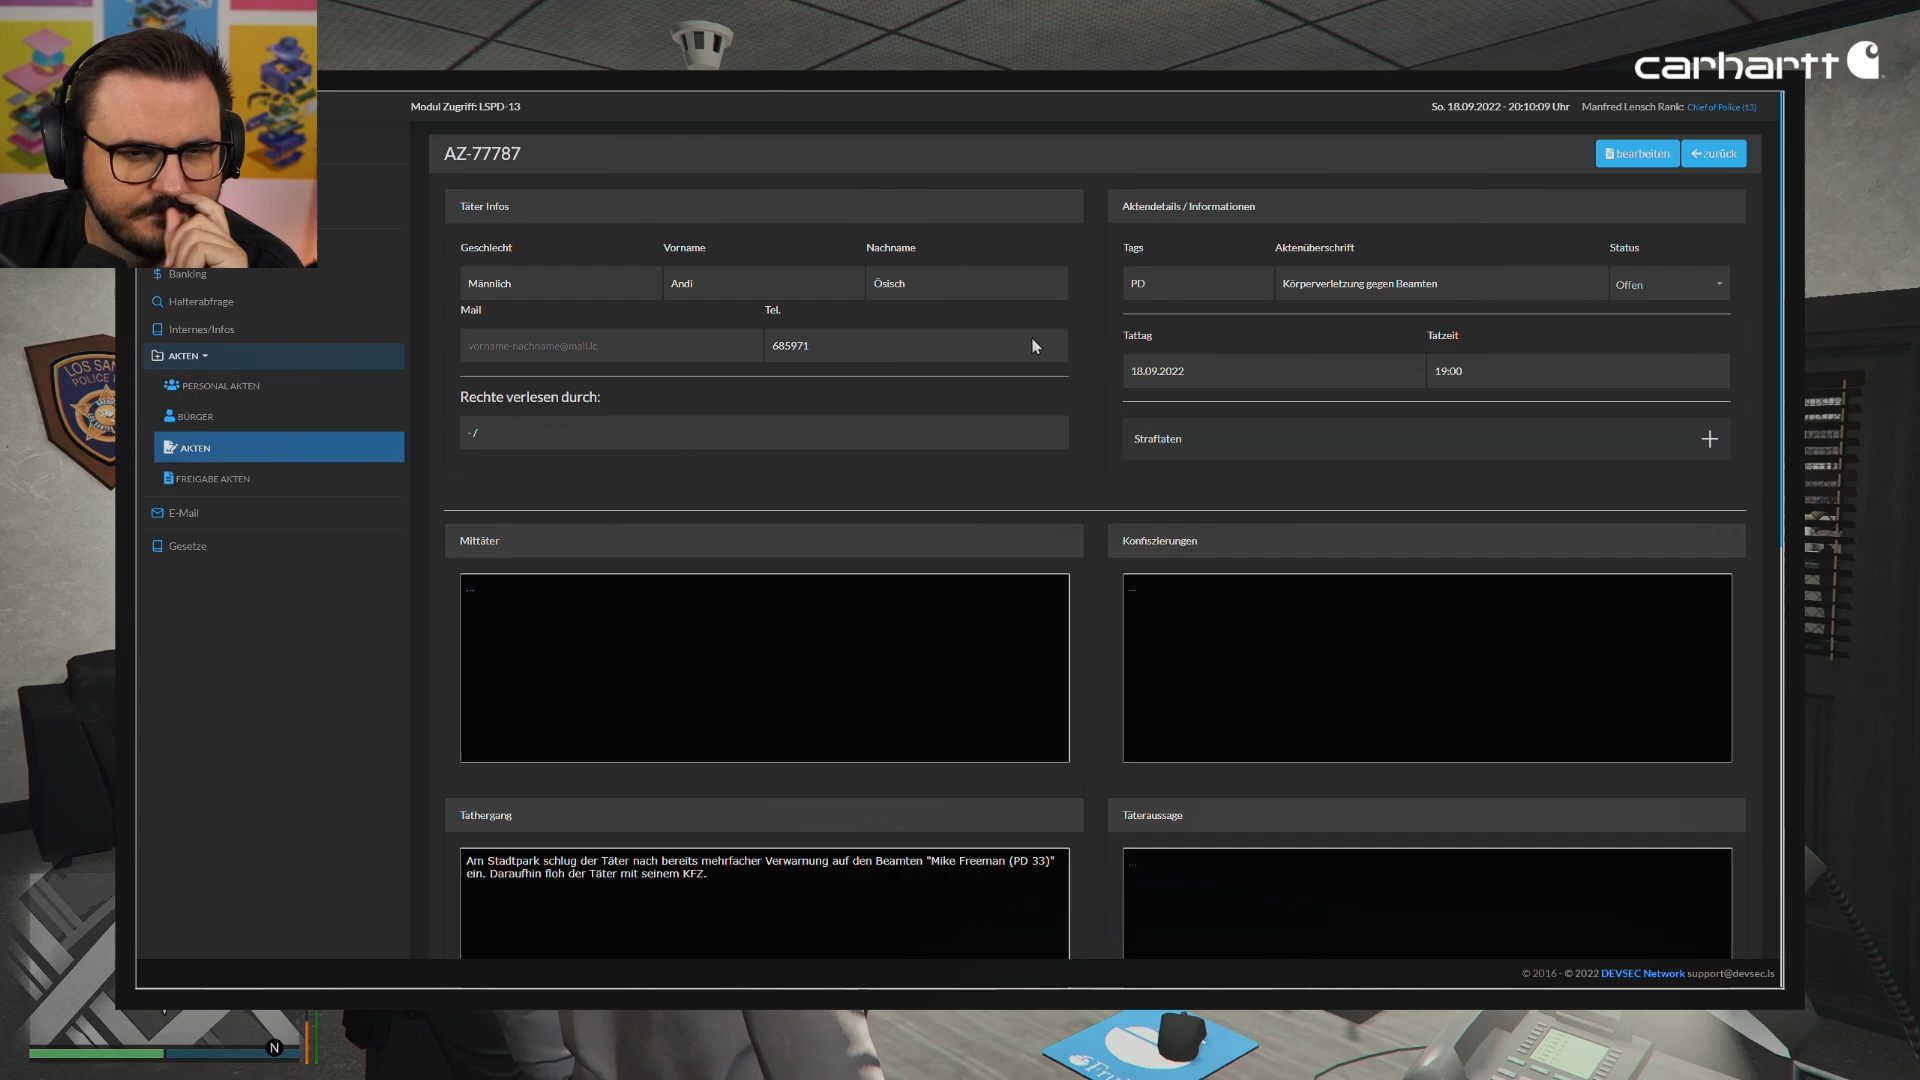 carhartt
Modul Zugriff: LSPD-13
So. 18.09.2022 - 20:10:09 Uhr Manfred Lensch Rank: Chief of Police (13)
AZ-77787
bearbeiten
zurück
Täter Infos
Geschlecht Vorname Nachname
Männlich Andi Ösisch
Mail Tel.
vorname-nachname@mail.lc 685971
Rechte verlesen durch:
- /
Aktendetails / Informationen
Tags Aktenüberschrift Status
PD Körperverletzung gegen Beamten Offen
Tattag Tatzeit
18.09.2022 19:00
Straftaten
Banking
Halterabfrage
Internes/Infos
AKTEN
PERSONAL AKTEN
BÜRGER
AKTEN
FREIGABE AKTEN
E-Mail
Gesetze
Mittäter
...
Konfiszierungen
...
Tathergang
Am Stadtpark schlug der Täter nach bereits mehrfacher Verwarnung auf den Beamten "Mike Freeman (PD 33)"
ein. Daraufhin floh der Täter mit seinem KFZ.
Täteraussage
...
© 2016 - © 2022 DEVSEC Network support@devsec.ls
N